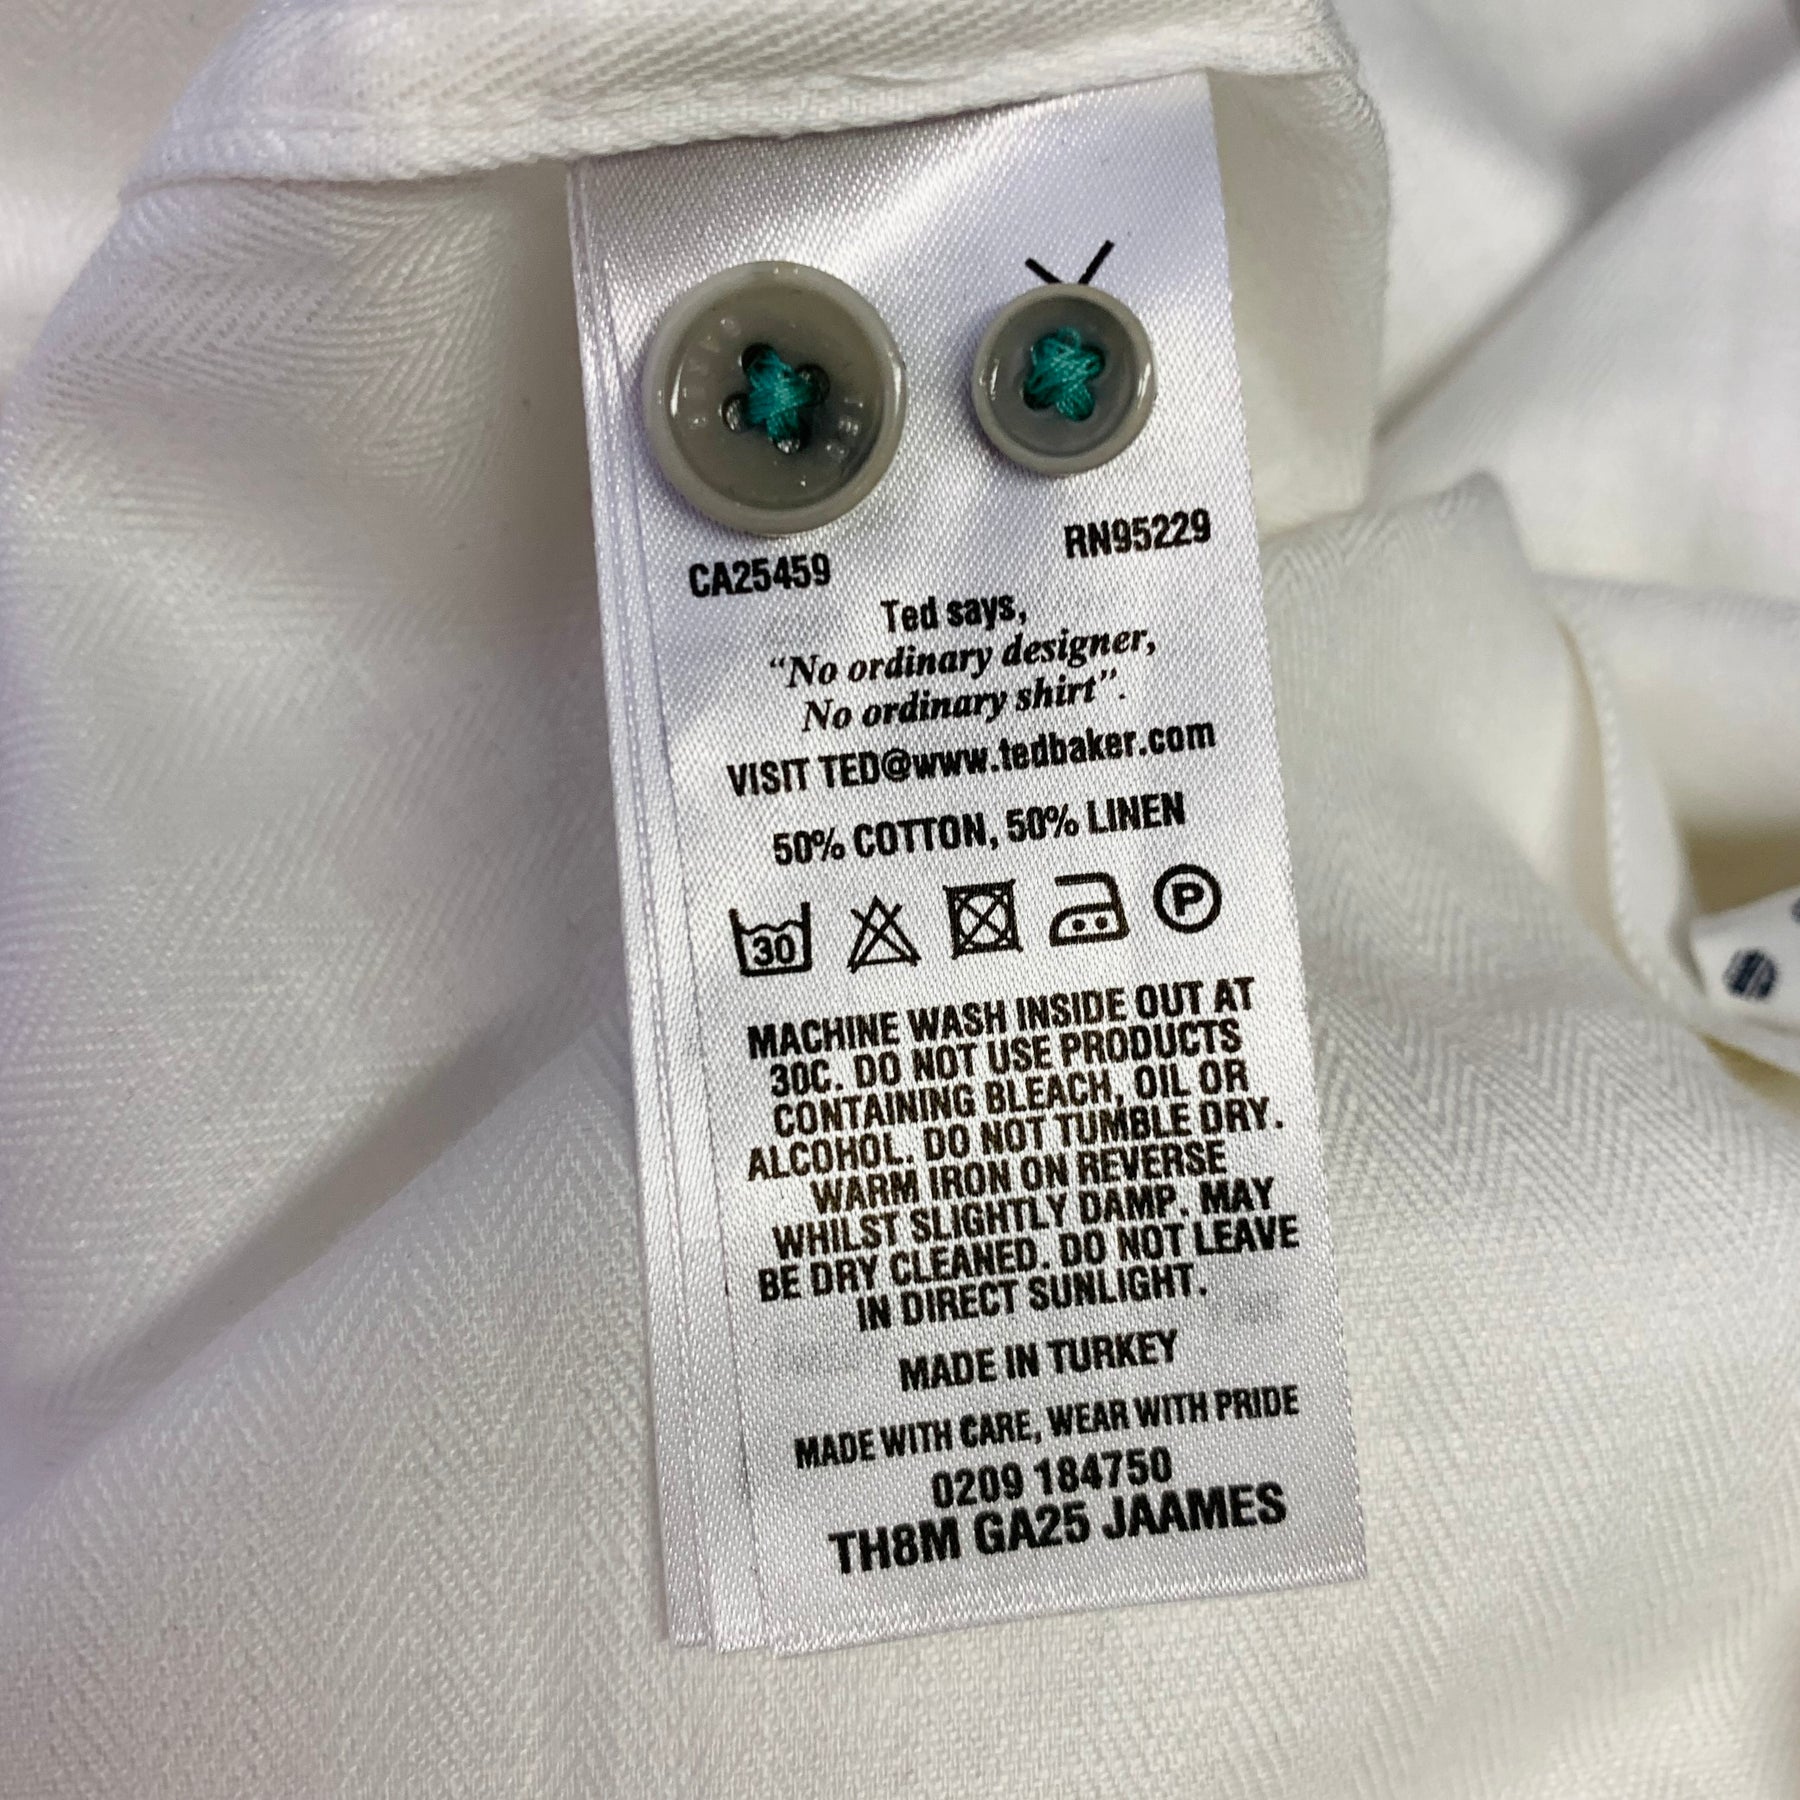 CA25459 RN95229
Ted says,
“No ordinary designer,
No ordinary shirt”.
VISIT TED@www.tedbaker.com
50% COTTON, 50% LINEN
30 P
MACHINE WASH INSIDE OUT AT
30C. DO NOT USE PRODUCTS
CONTAINING BLEACH, OIL OR
ALCOHOL. DO NOT TUMBLE DRY.
WARM IRON ON REVERSE
WHILST SLIGHTLY DAMP. MAY
BE DRY CLEANED. DO NOT LEAVE
IN DIRECT SUNLIGHT.
MADE IN TURKEY
MADE WITH CARE, WEAR WITH PRIDE
0209 184750
TH8M GA25 JAAMES